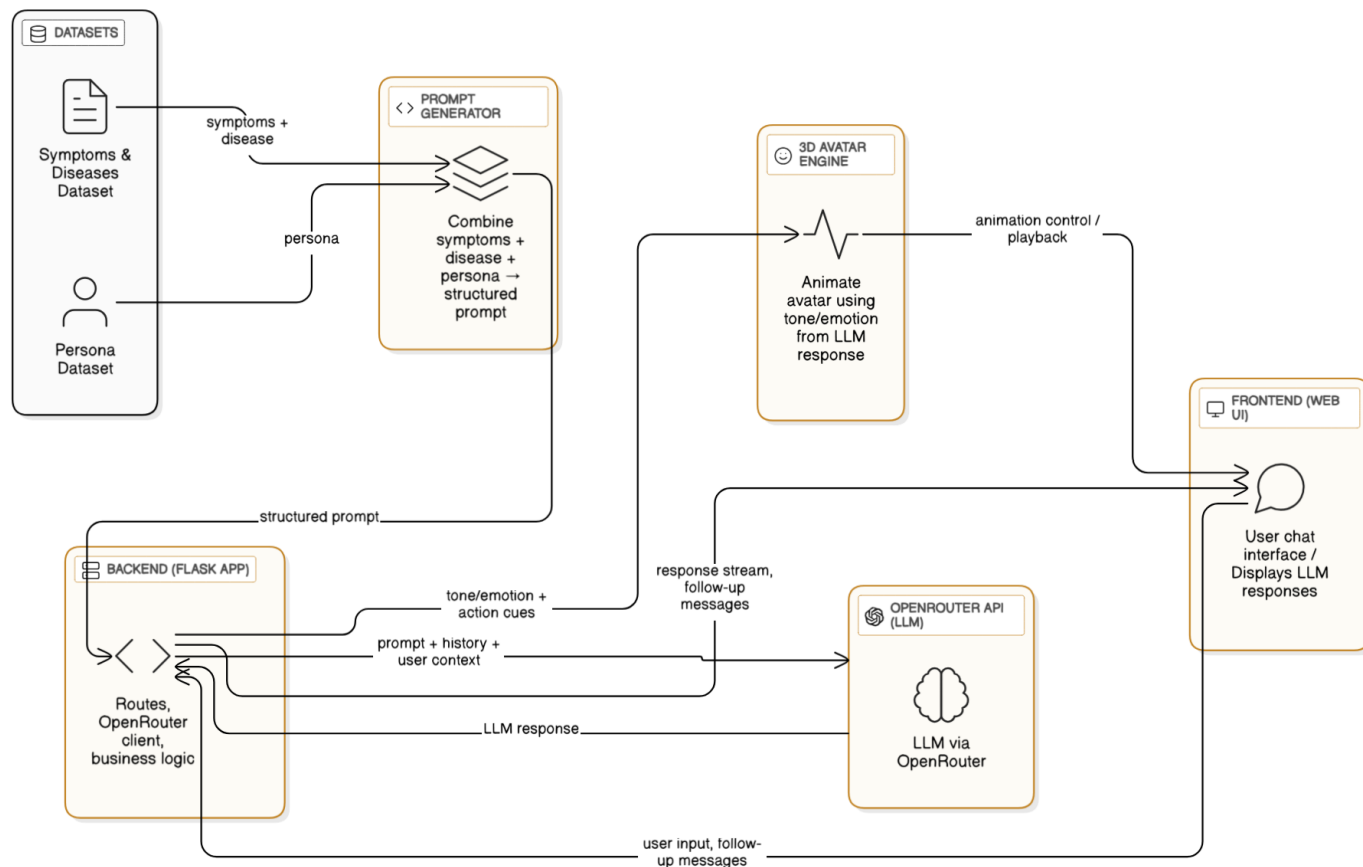 DATASETS
Symptoms &
Diseases
Dataset
Persona
Dataset
symptoms +
disease
persona
PROMPT
GENERATOR
Combine
symptoms +
disease +
persona →
structured
prompt
3D AVATAR
ENGINE
Animate
avatar using
tone/emotion
from LLM
response
animation control /
playback
FRONTEND (WEB
UI)
User chat
interface /
Displays LLM
responses
structured prompt
BACKEND (FLASK APP)
Routes,
OpenRouter
client,
business logic
tone/emotion +
action cues
prompt + history +
user context
response stream,
follow-up
messages
LLM response
OPENROUTER API
(LLM)
LLM via
OpenRouter
user input, follow-
up messages